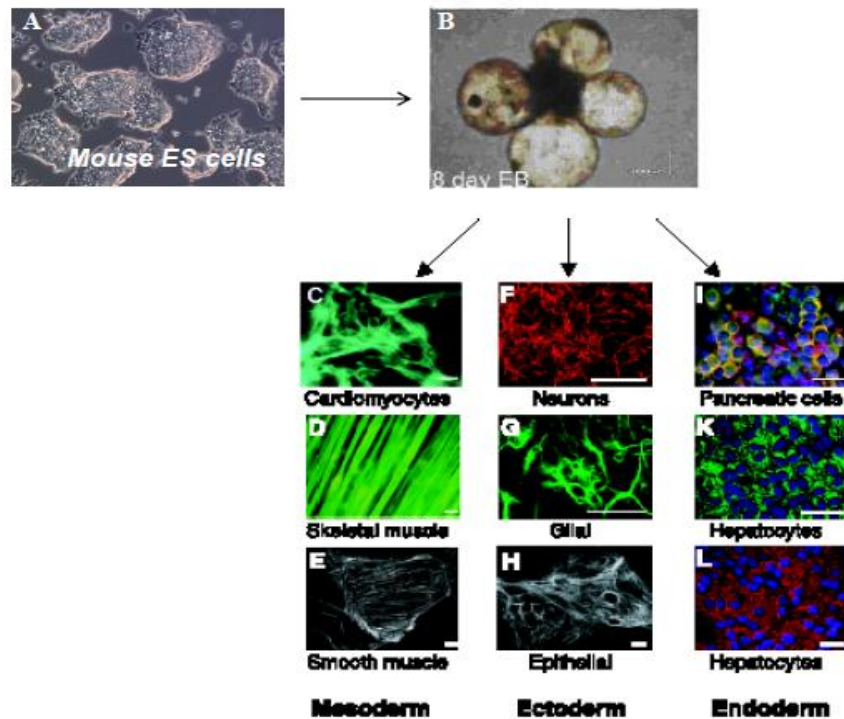 A
B
Mouse ES cells
8 day EB
C
F
I
Cardiomyocytes
Neurons
Pancreatic cells
D
G
K
Skeletal muscle
Glial
Hepatocytes
E
H
L
Smooth muscle
Epithelial
Hepatocytes
Mesoderm
Ectoderm
Endoderm